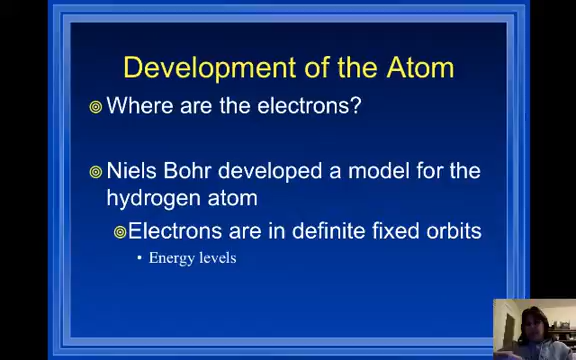 Development of the Atom
Where are the electrons?
Niels Bohr developed a model for the
hydrogen atom
Electrons are in definite fixed orbits
• Energy levels